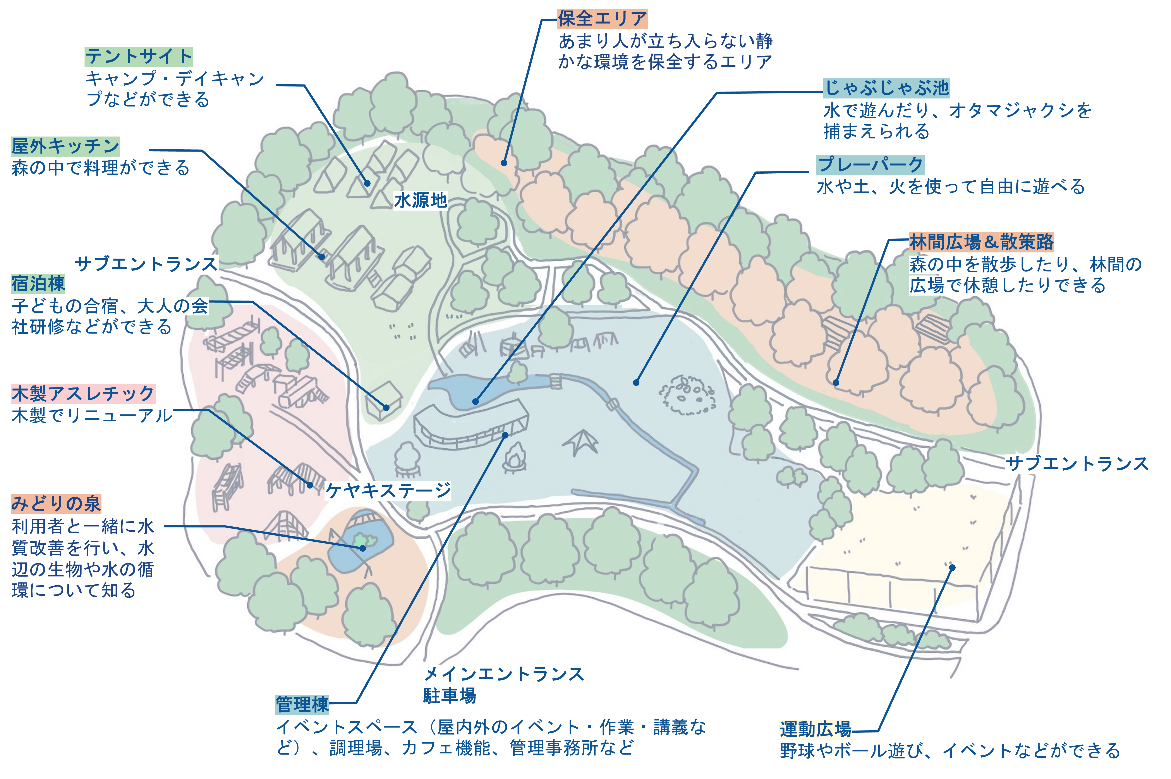 保全エリア
あまり人が立ち入らない静
かな環境を保全するエリア
テントサイト
キャンプ・デイキャン
プなどができる
じゃぶじゃぶ池
水で遊んだり、オタマジャクシを
捕まえられる
屋外キッチン
森の中で料理ができる
プレーパーク
水や土、火を使って自由に遊べる
水源地
林間広場＆散策路
森の中を散歩したり、林間の
広場で休憩したりできる
サブエントランス
宿泊棟
子どもの合宿、大人の会
社研修などができる
木製アスレチック
木製でリニューアル
サブエントランス
ケヤキステージ
みどりの泉
利用者と一緒に水
質改善を行い、水
辺の生物や水の循
環について知る
メインエントランス
駐車場
管理棟
イベントスペース（屋内外のイベント・作業・講義な
ど）、調理場、カフェ機能、管理事務所など
運動広場
野球やボール遊び、イベントなどができる